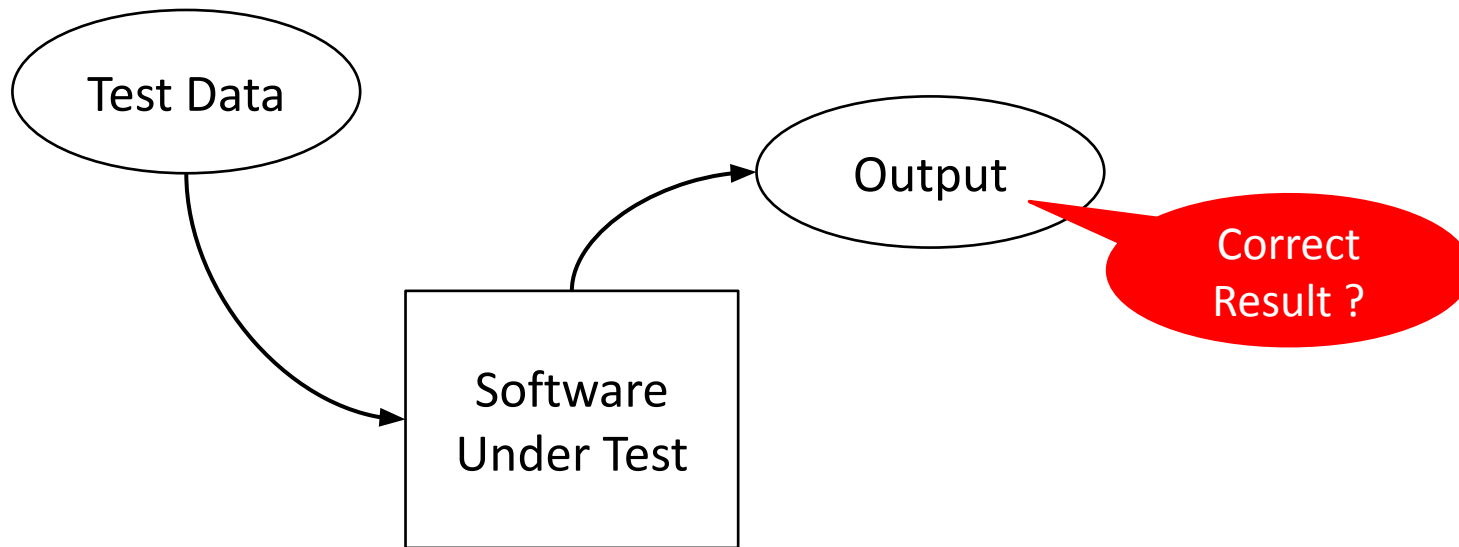 Test Data
Output
Correct
Result ?
Software
Under Test